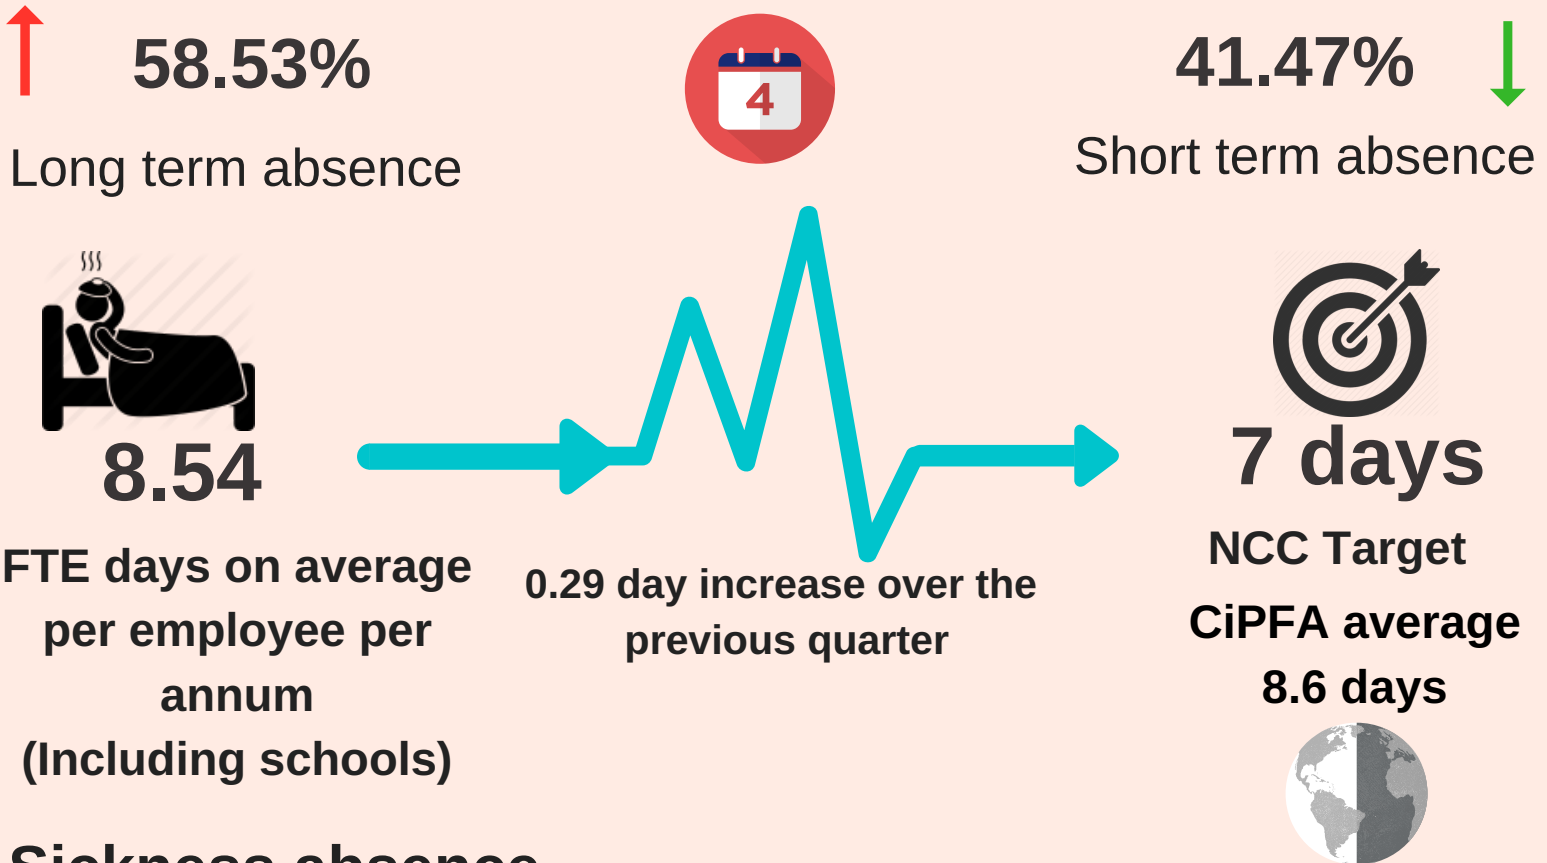 58.53%
Long term absence
4
41.47%
Short term absence
8.54
FTE days on average
per employee per
annum
(Including schools)
0.29 day increase over the
previous quarter
7 days
NCC Target
CiPFA average
8.6 days
Sickness absence